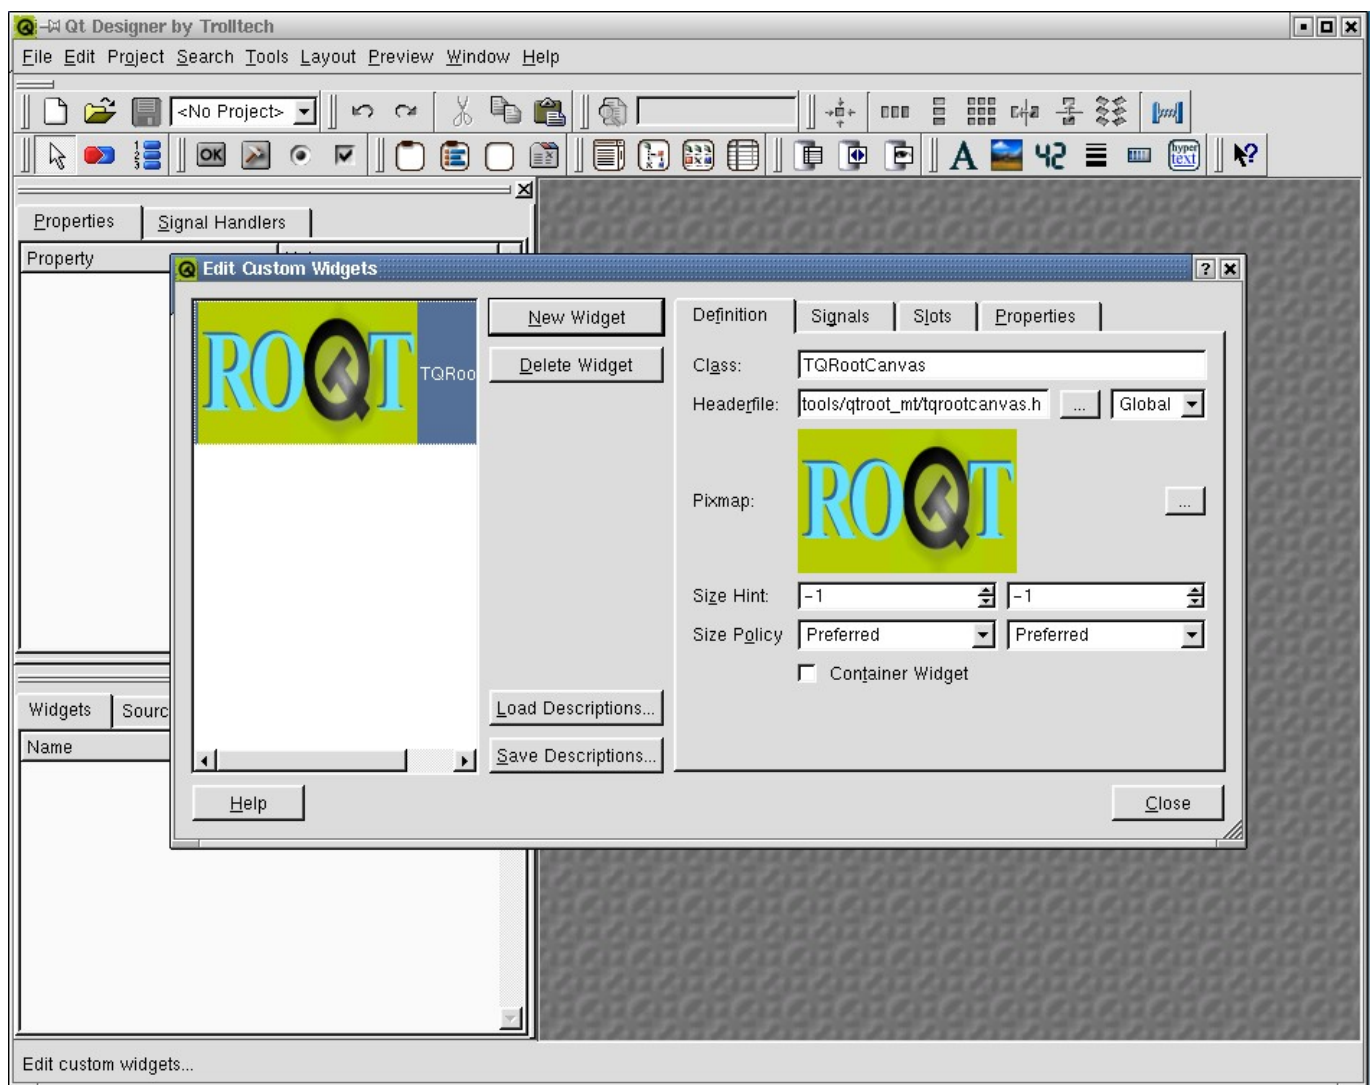 Qt Designer by Trolltech
File Edit Project Search Tools Layout Preview Window Help
<No Project>
1
2
3
OK
A
42
hyper
text
?
Properties
Signal Handlers
Property
Edit Custom Widgets
?
ROQT
TQRoo
New Widget
Delete Widget
Load Descriptions...
Save Descriptions...
Definition
Signals
Slots
Properties
Class:
TQRootCanvas
Headerfile:
tools/qtroot_mt/tqrootcanvas.h
...
Global
Pixmap:
ROQT
...
Size Hint:
-1
-1
Size Policy
Preferred
Preferred
Container Widget
Help
Close
Widgets
Sourc
Name
Edit custom widgets...